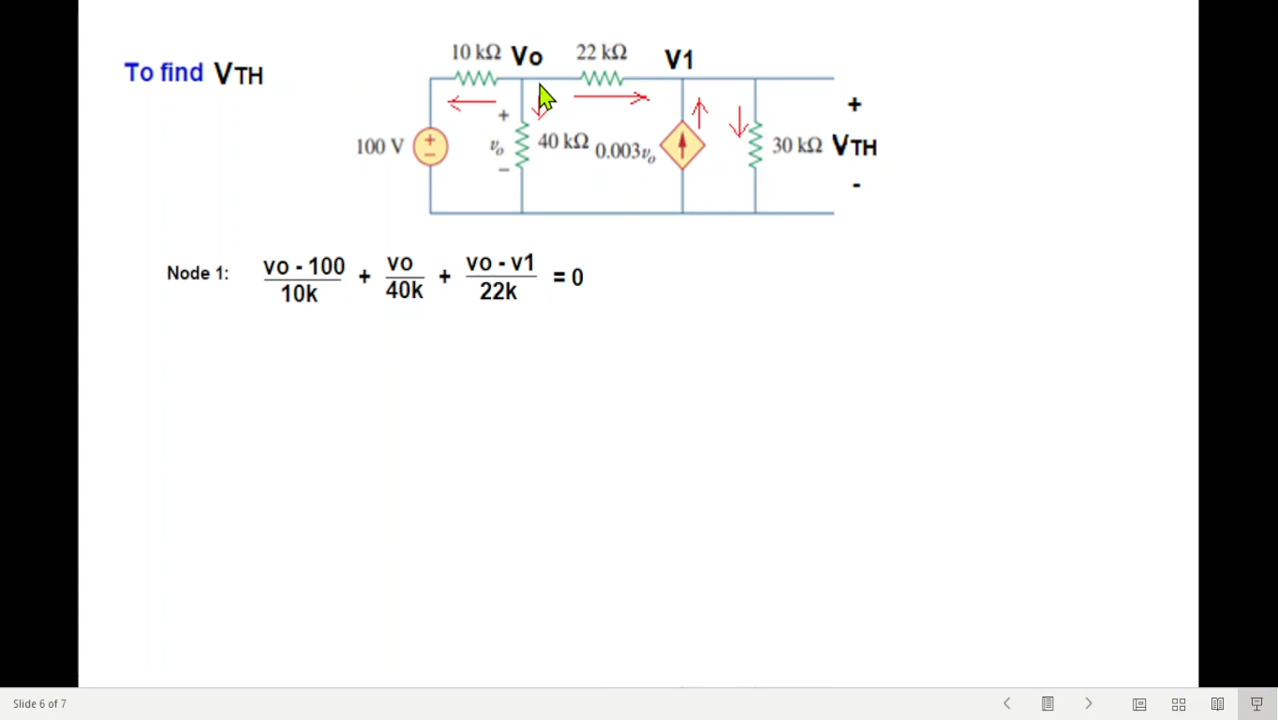 To find VTH
10 kΩ Vo 22 kΩ V1
100 V + − + vo − 40 kΩ 0.003vo 30 kΩ + VTH -
Node 1: vo - 100 / 10k + vo / 40k + vo - v1 / 22k = 0
Slide 6 of 7